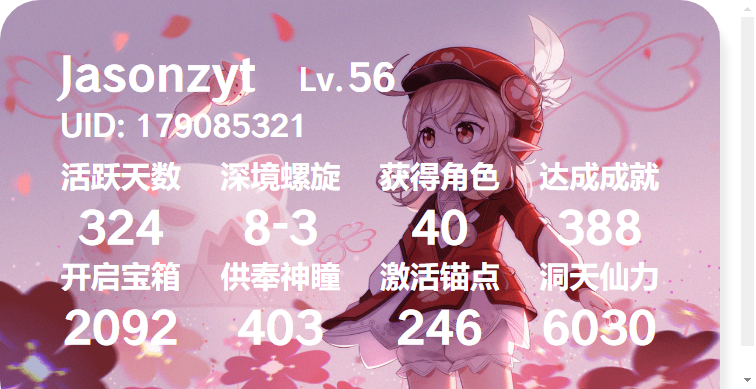 Jasonzyt Lv.56
UID: 179085321
活跃天数 深境螺旋 获得角色 达成成就
324 8-3 40 388
开启宝箱 供奉神瞳 激活锚点 洞天仙力
2092 403 246 6030